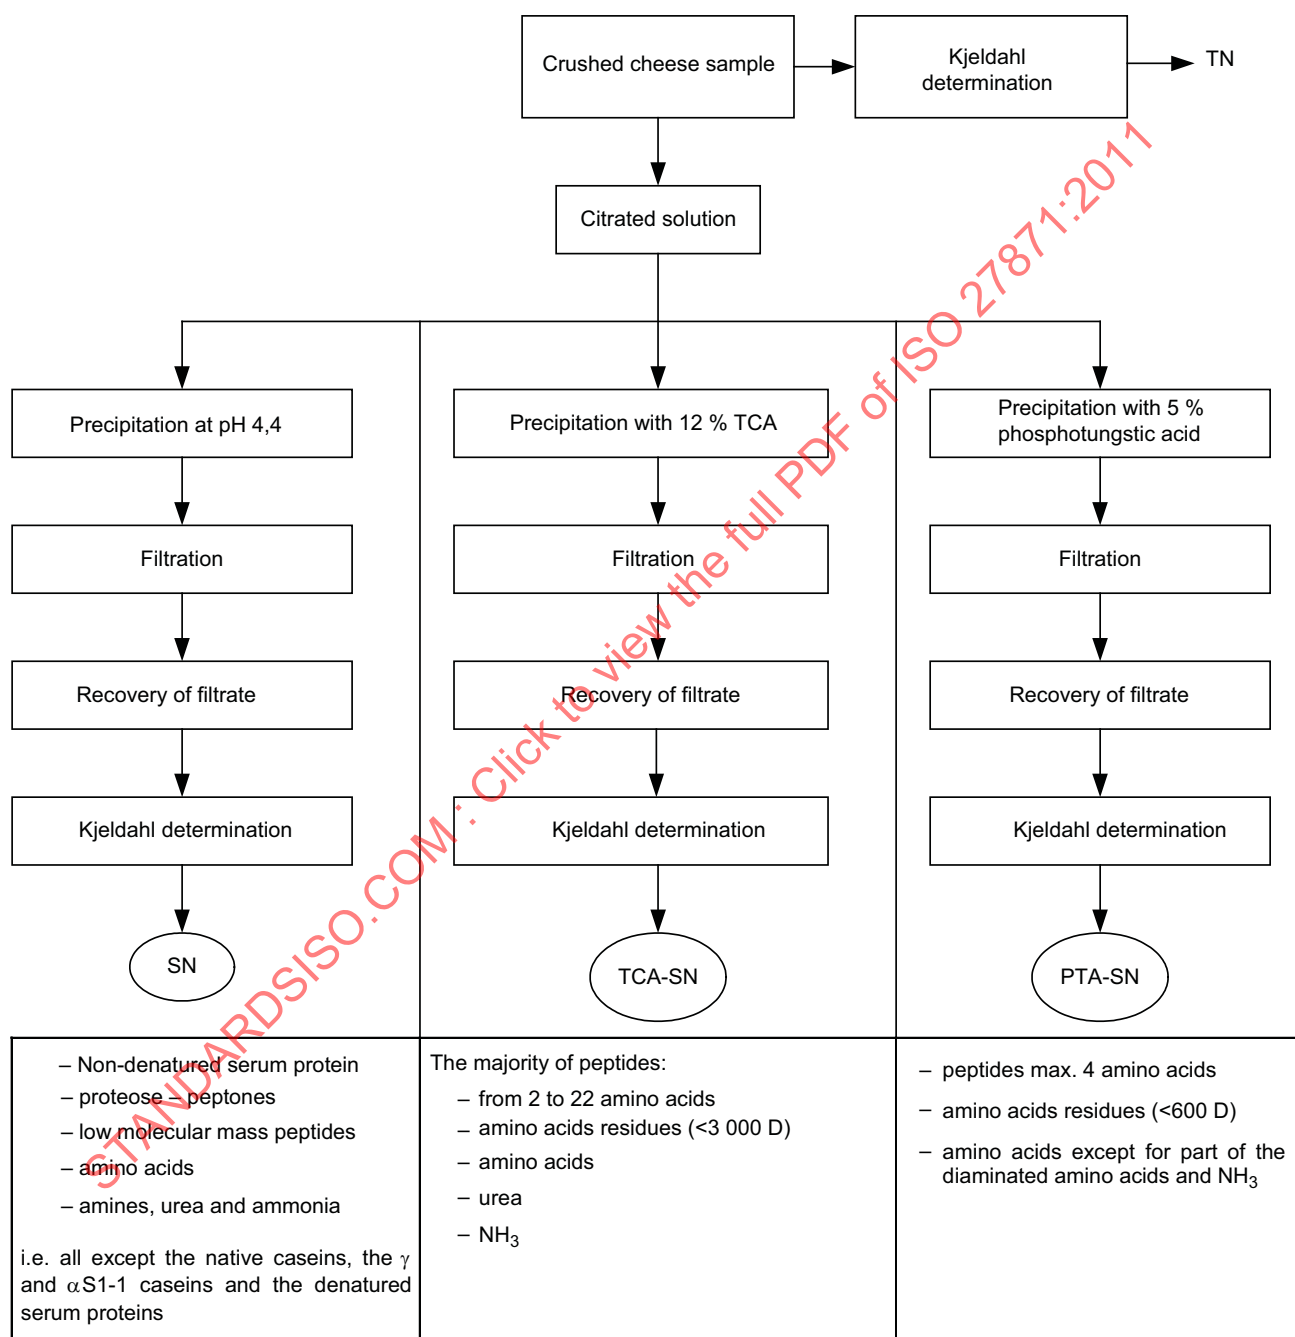 Crushed cheese sample
Kjeldahl
determination
TN
Citrated solution
Precipitation at pH 4,4
Precipitation with 12 % TCA
Precipitation with 5 %
phosphotungstic acid
Filtration
Filtration
Filtration
Recovery of filtrate
Recovery of filtrate
Recovery of filtrate
Kjeldahl determination
Kjeldahl determination
Kjeldahl determination
SN
TCA-SN
PTA-SN
– Non-denatured serum protein
– proteose – peptones
– low molecular mass peptides
– amino acids
– amines, urea and ammonia
i.e. all except the native caseins, the γ
and αS1-1 caseins and the denatured
serum proteins
The majority of peptides:
– from 2 to 22 amino acids
– amino acids residues (<3 000 D)
– amino acids
– urea
– NH3
– peptides max. 4 amino acids
– amino acids residues (<600 D)
– amino acids except for part of the
diaminated amino acids and NH3
STANDARDSISO.COM : Click to view the full PDF of ISO 27871:2011